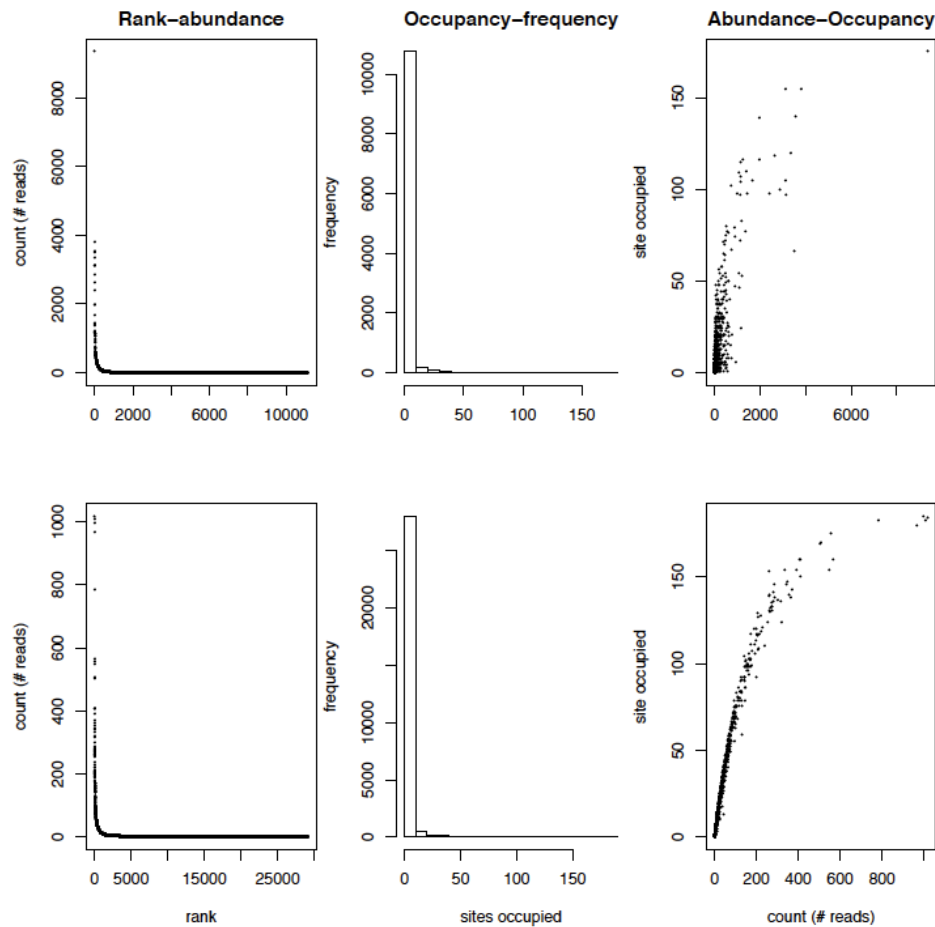 Rank−abundance
Occupancy−frequency
Abundance−Occupancy
count (# reads)
0 2000 4000 6000 8000
0 2000 6000 10000
frequency
0 2000 4000 6000 8000 10000
0 50 100 150
site occupied
0 50 100 150
0 2000 6000
count (# reads)
0 200 400 600 800 1000
0 5000 15000 25000
rank
frequency
0 5000 10000 20000
0 50 100 150
sites occupied
site occupied
0 50 100 150
0 200 400 600 800
count (# reads)